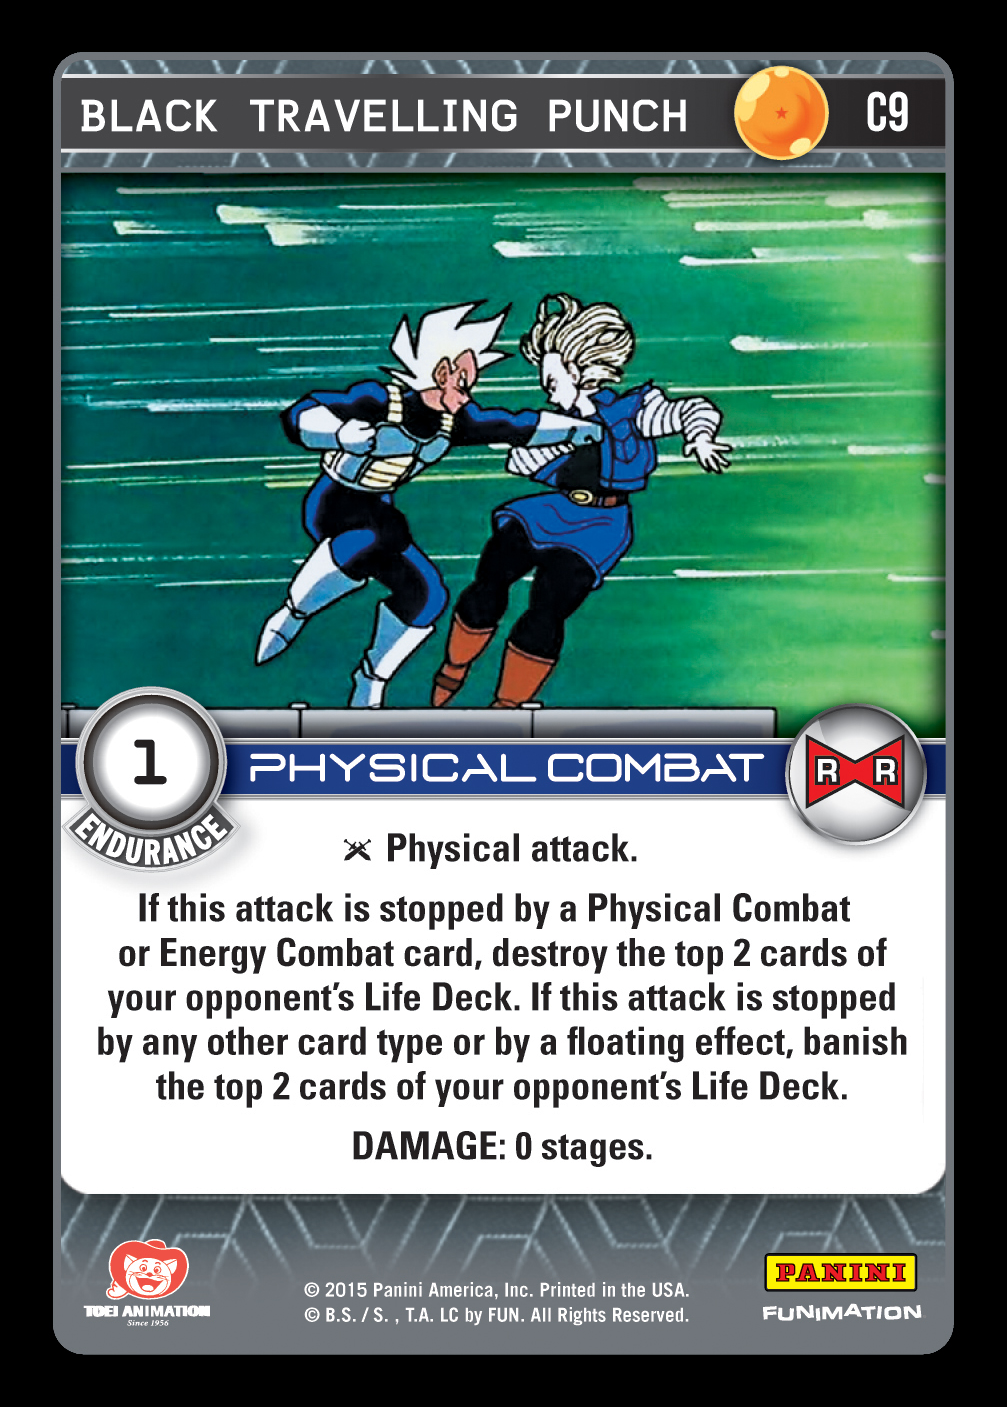 BLACK TRAVELLING PUNCH C9
1
ENDURANCE
PHYSICAL COMBAT
R R
Physical attack.
If this attack is stopped by a Physical Combat
or Energy Combat card, destroy the top 2 cards of
your opponent's Life Deck. If this attack is stopped
by any other card type or by a floating effect, banish
the top 2 cards of your opponent's Life Deck.
DAMAGE: 0 stages.
TOEI ANIMATION
Since 1956
© 2015 Panini America, Inc. Printed in the USA.
© B.S. / S. , T.A. LC by FUN. All Rights Reserved.
PANINI
FUNIMATION